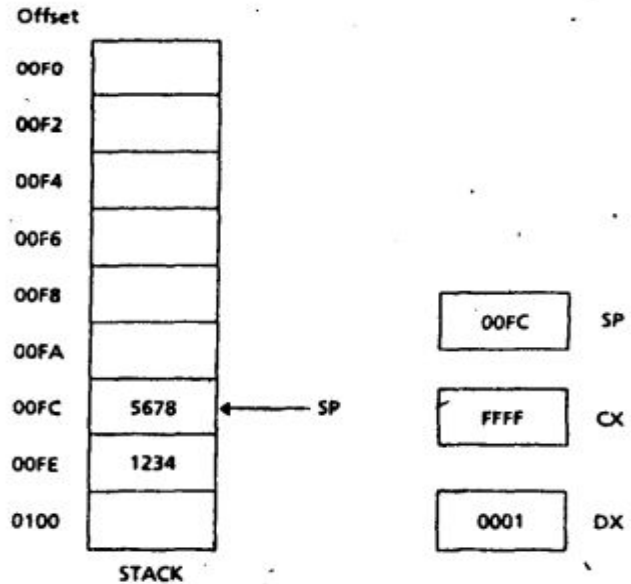 Offset
00F0
00F2
00F4
00F6
00F8
00FA
00FC 5678 SP
00FE 1234
0100
STACK
00FC SP
FFFF CX
0001 DX